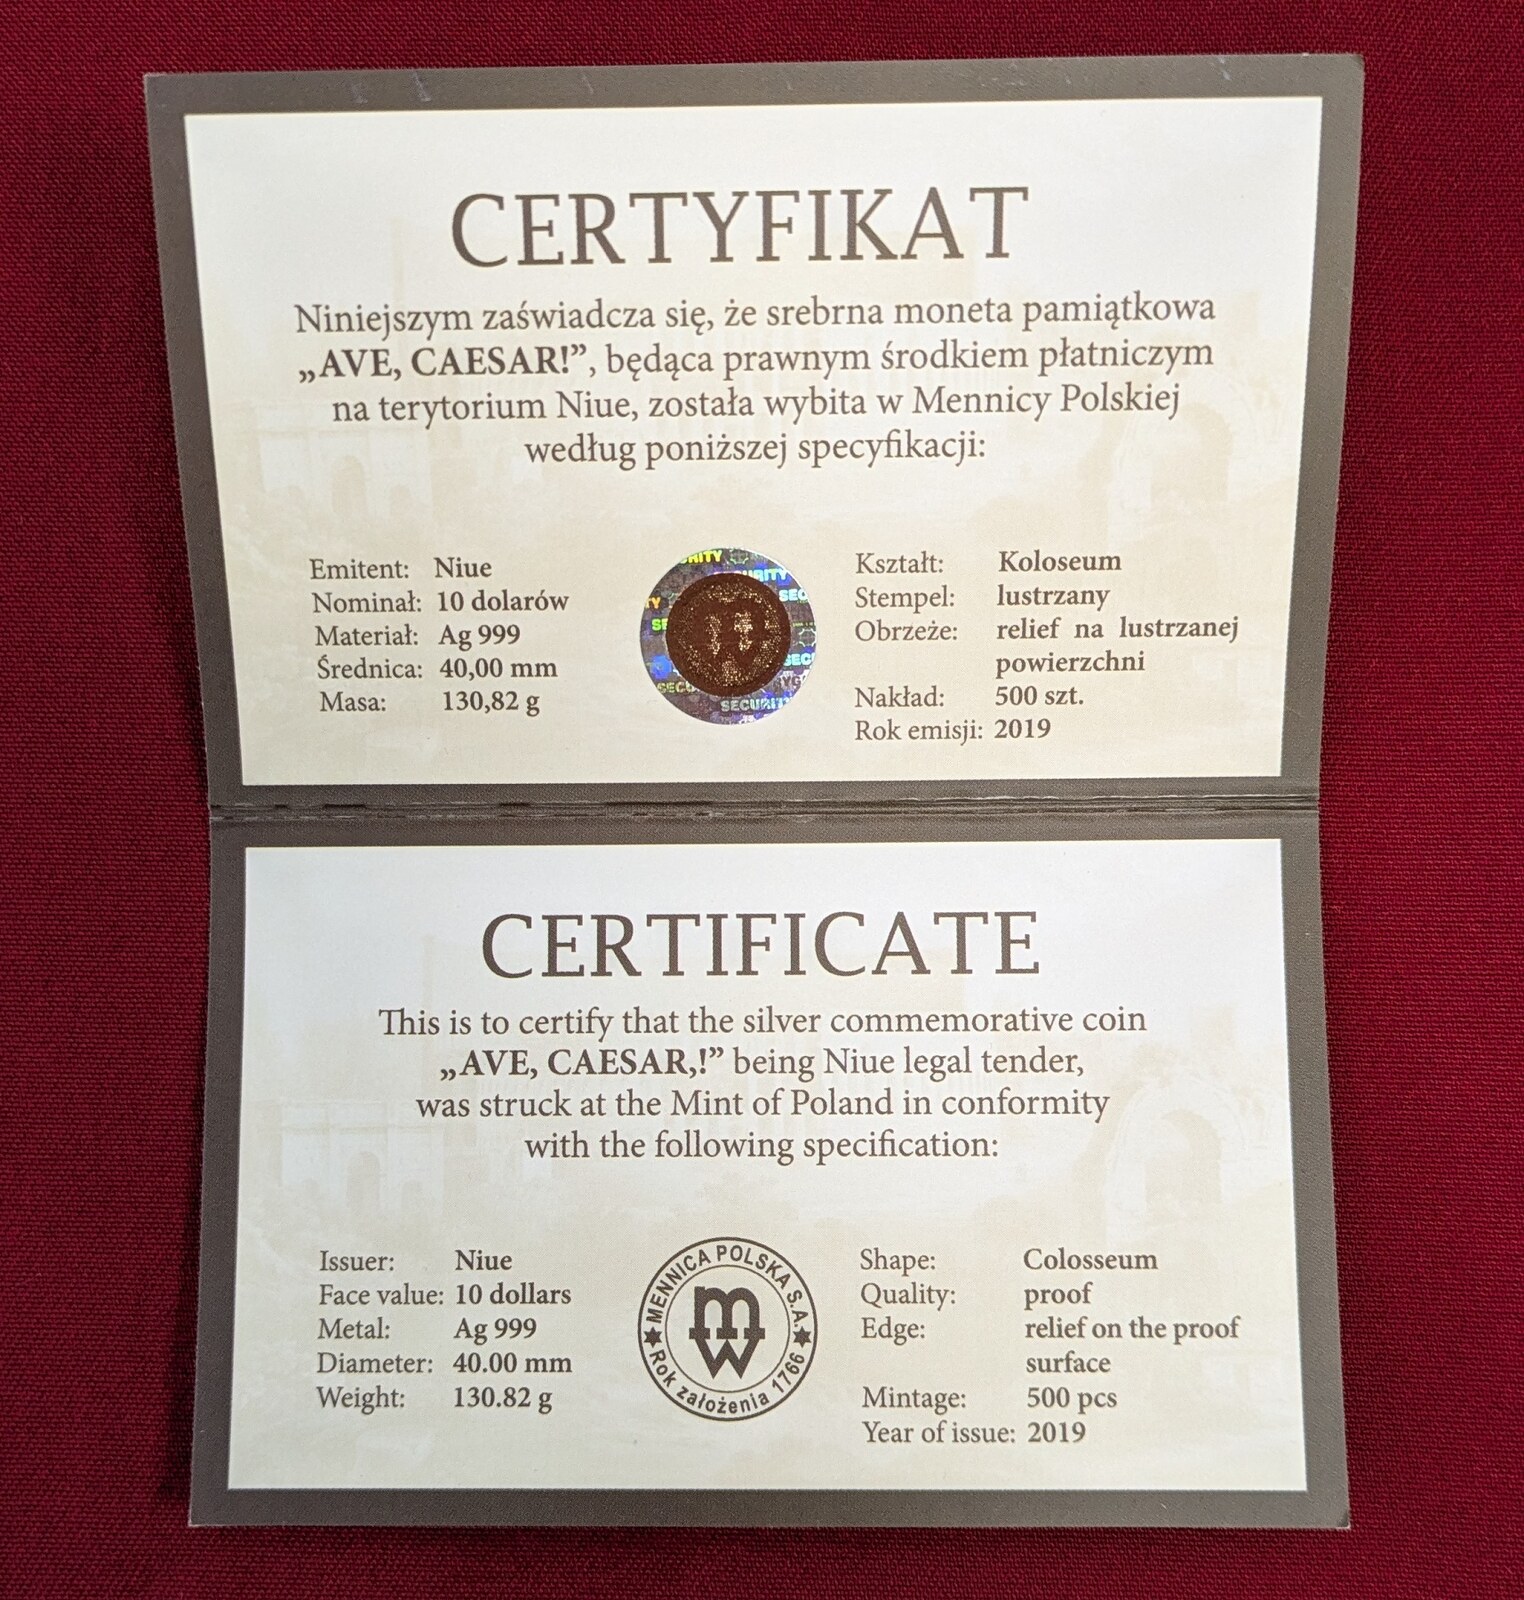 CERTYFIKAT
Niniejszym zaświadcza się, że srebrna moneta pamiątkowa
„AVE, CAESAR!”, będąca prawnym środkiem płatniczym
na terytorium Niue, została wybita w Mennicy Polskiej
według poniższej specyfikacji:
Emitent: Niue
Nominał: 10 dolarów
Materiał: Ag 999
Średnica: 40,00 mm
Masa: 130,82 g
SECURITY
Kształt: Koloseum
Stempel: lustrzany
Obrzeże: relief na lustrzanej
powierzchni
Nakład: 500 szt.
Rok emisji: 2019
CERTIFICATE
This is to certify that the silver commemorative coin
„AVE, CAESAR,!” being Niue legal tender,
was struck at the Mint of Poland in conformity
with the following specification:
Issuer: Niue
Face value: 10 dollars
Metal: Ag 999
Diameter: 40.00 mm
Weight: 130.82 g
MENNICA POLSKA S.A.
mw
Rok założenia 1766
Shape: Colosseum
Quality: proof
Edge: relief on the proof
surface
Mintage: 500 pcs
Year of issue: 2019